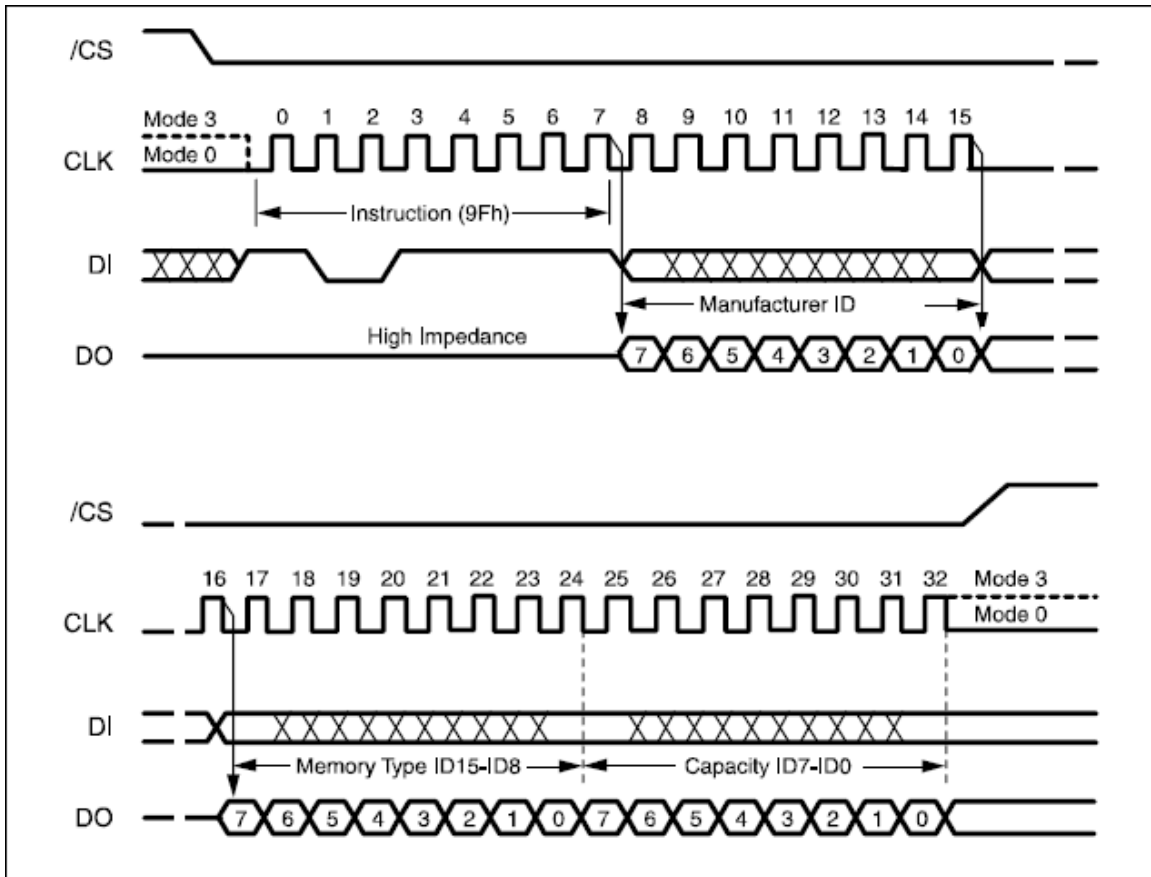 /CS
Mode 3
0 1 2 3 4 5 6 7 8 9 10 11 12 13 14 15
Mode 0
CLK
Instruction (9Fh)
DI
Manufacturer ID
High Impedance
DO
7 6 5 4 3 2 1 0
/CS
16 17 18 19 20 21 22 23 24 25 26 27 28 29 30 31 32
Mode 3
CLK
Mode 0
DI
Memory Type ID15-ID8
Capacity ID7-ID0
DO
7 6 5 4 3 2 1 0 7 6 5 4 3 2 1 0